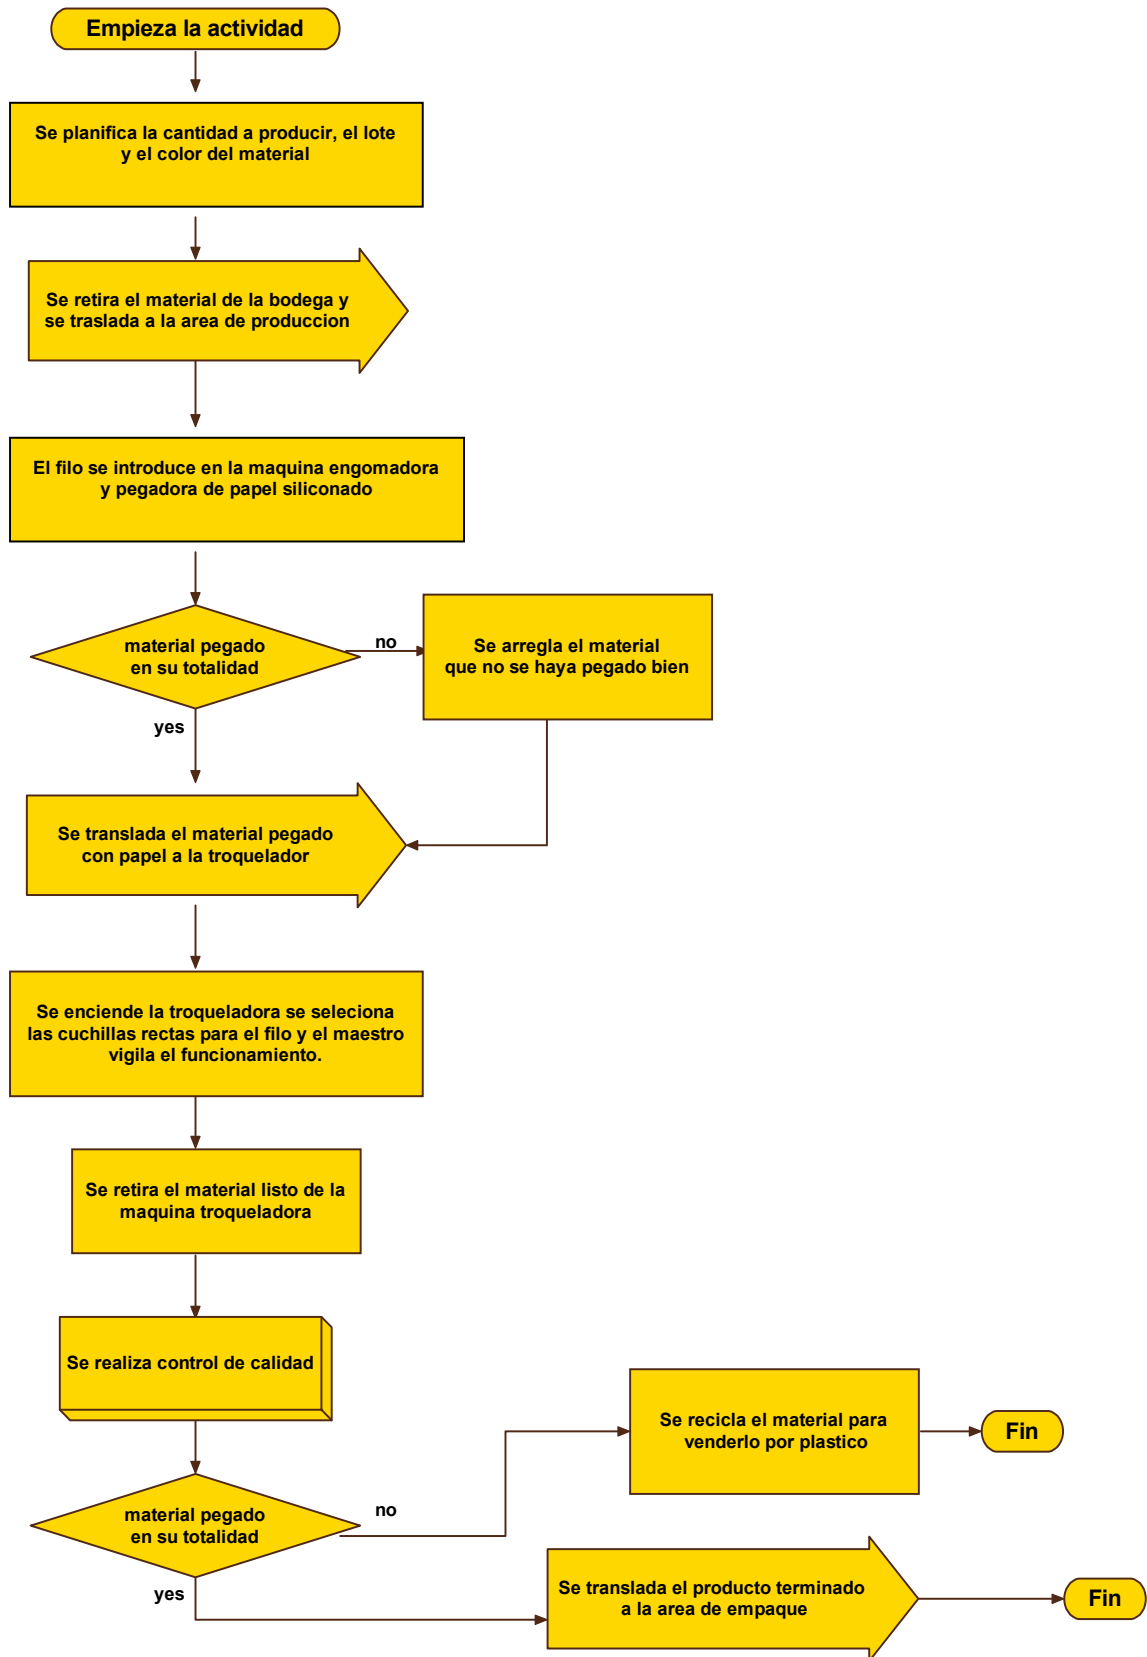 Empieza la actividad
Se planifica la cantidad a producir, el lote
y el color del material
Se retira el material de la bodega y
se traslada a la area de produccion
El filo se introduce en la maquina engomadora
y pegadora de papel siliconado
material pegado
en su totalidad
no
Se arregla el material
que no se haya pegado bien
yes
Se translada el material pegado
con papel a la troquelador
Se enciende la troqueladora se seleciona
las cuchillas rectas para el filo y el maestro
vigila el funcionamiento.
Se retira el material listo de la
maquina troqueladora
Se realiza control de calidad
Se recicla el material para
venderlo por plastico
Fin
material pegado
en su totalidad
no
yes
Se translada el producto terminado
a la area de empaque
Fin